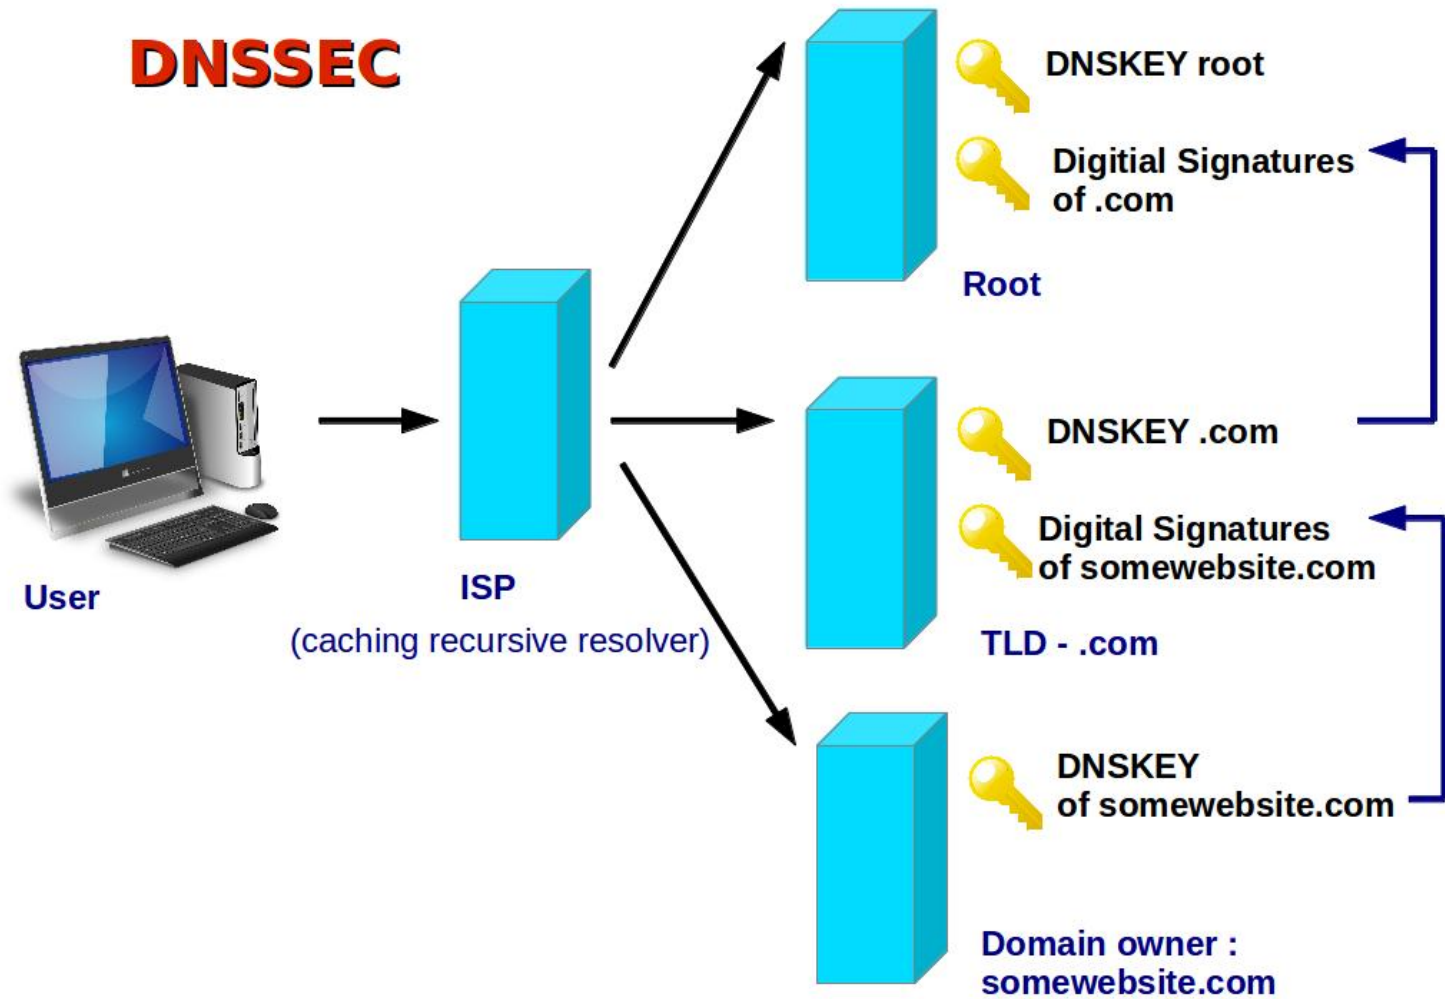 DNSSEC
DNSKEY root
Digitial Signatures
of .com
Root
DNSKEY .com
Digital Signatures
of somewebsite.com
TLD - .com
User
ISP
(caching recursive resolver)
DNSKEY
of somewebsite.com
Domain owner :
somewebsite.com